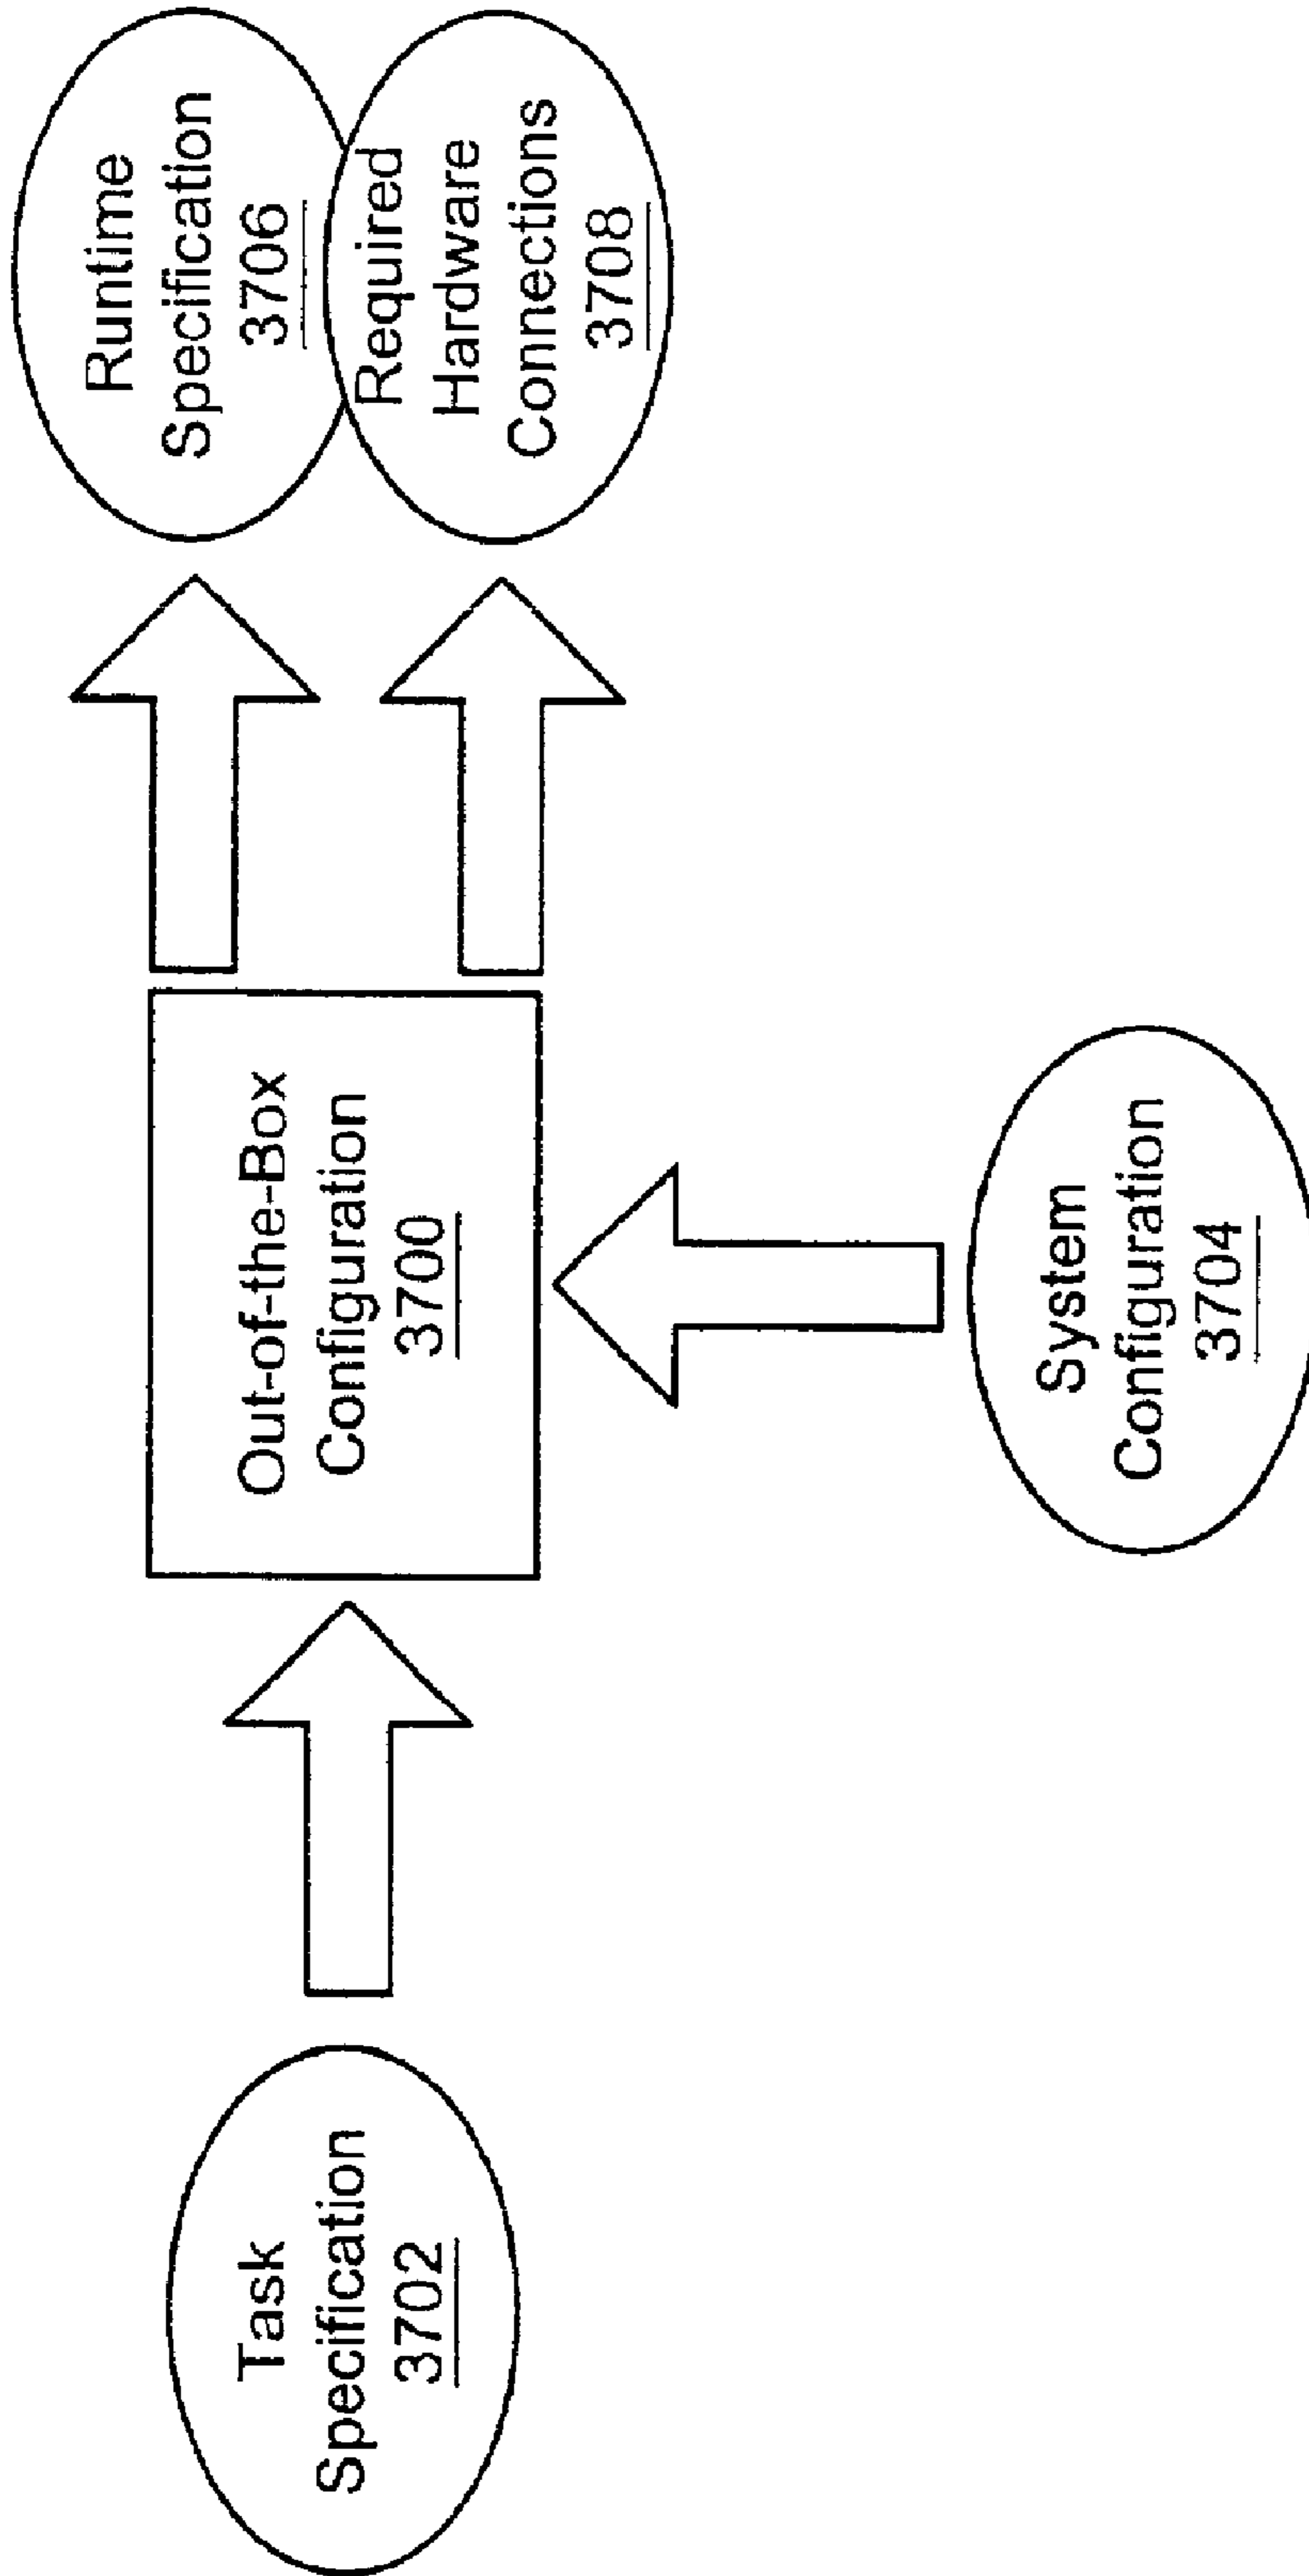 Task
Specification
3702
Out-of-the-Box
Configuration
3700
System
Configuration
3704
Runtime
Specification
3706
Required
Hardware
Connections
3708